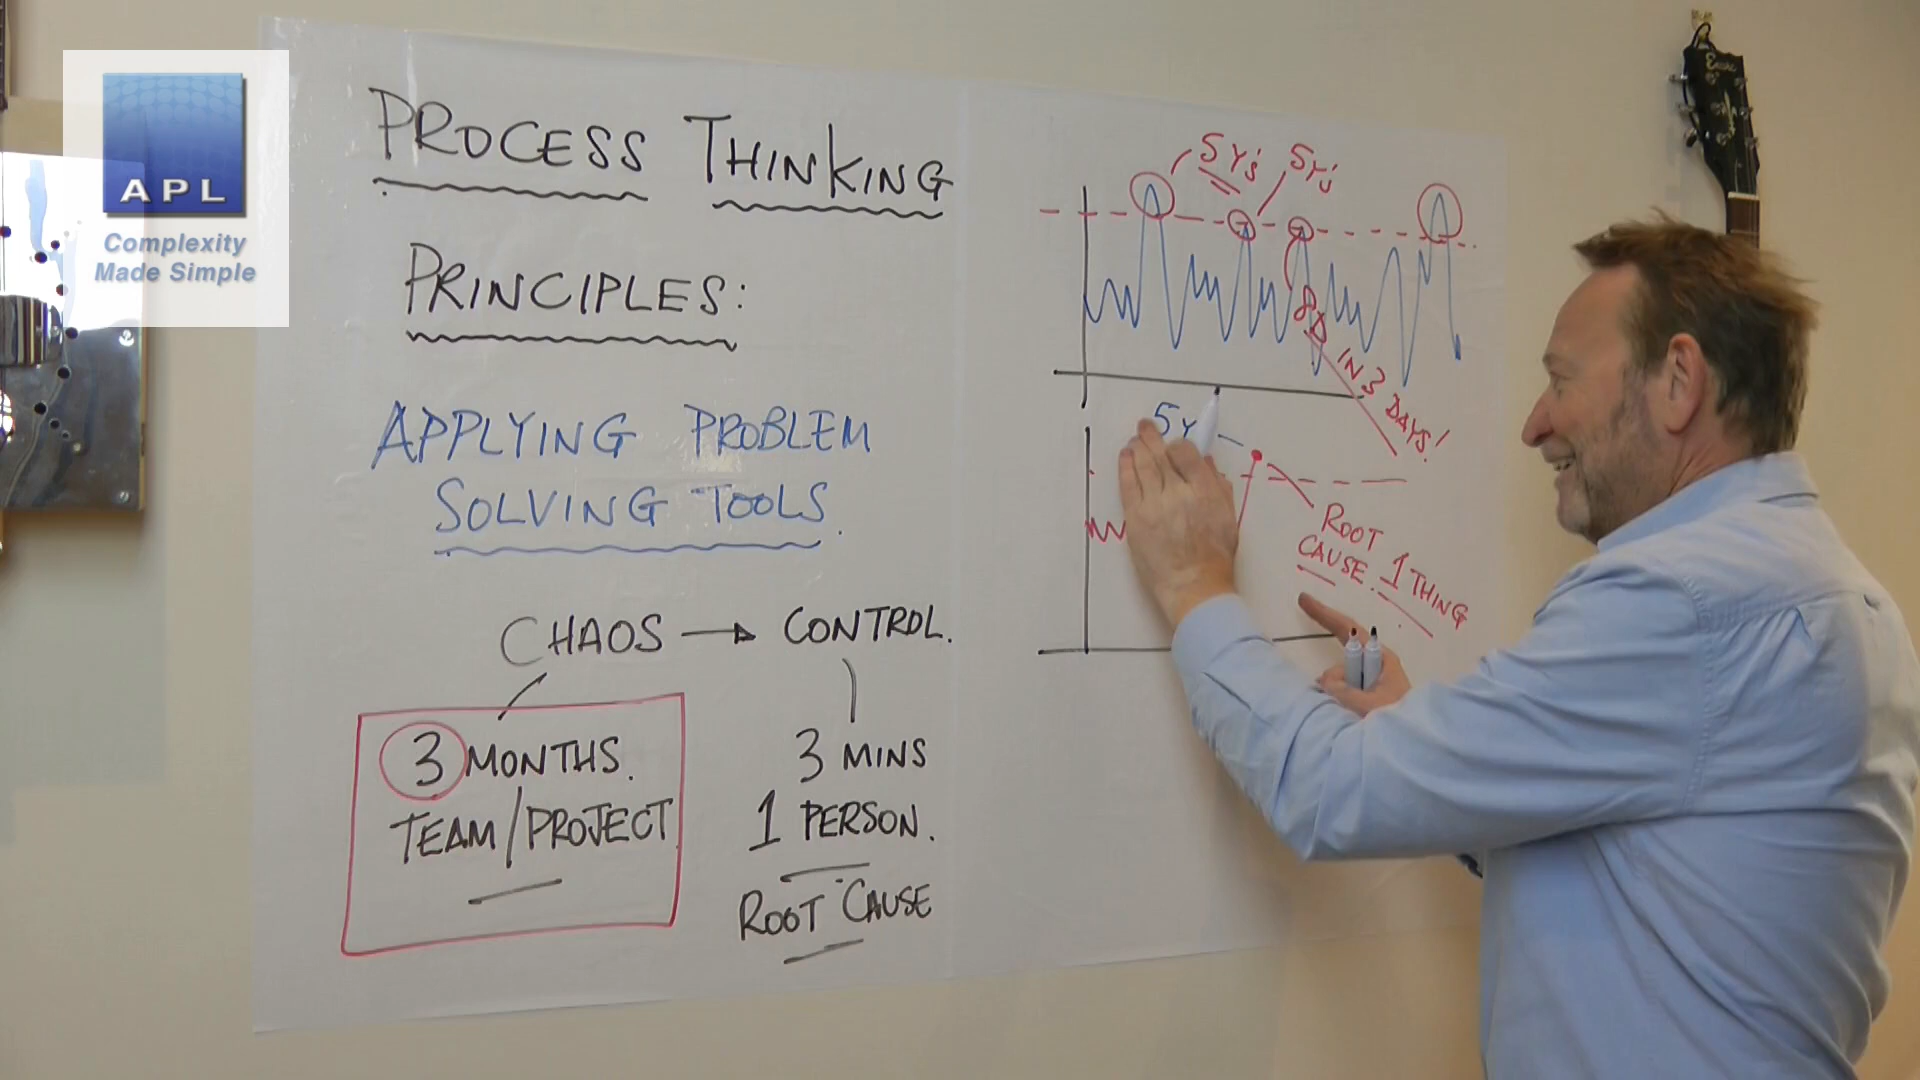 APL
Complexity
Made Simple
PROCESS THINKING
PRINCIPLES:
APPLYING PROBLEM
SOLVING TOOLS.
CHAOS → CONTROL.
3 MONTHS.
TEAM/PROJECT
3 MINS
1 PERSON.
ROOT CAUSE
5Y's
5Y's
8D IN 3 DAYS!
5Y
ROOT
CAUSE. 1 THING